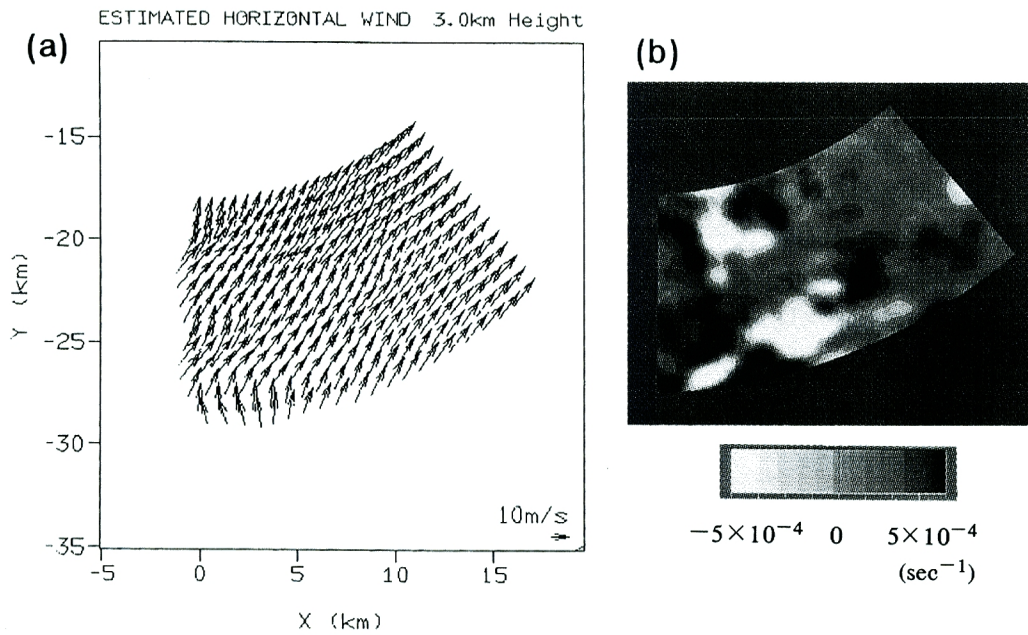 ESTIMATED HORIZONTAL WIND 3.0km Height
(a)
-15
-20
-25
-30
-35
Y (km)
-5 0 5 10 15
X (km)
10m/s
(b)
−5×10⁻⁴ 0 5×10⁻⁴
(sec⁻¹)